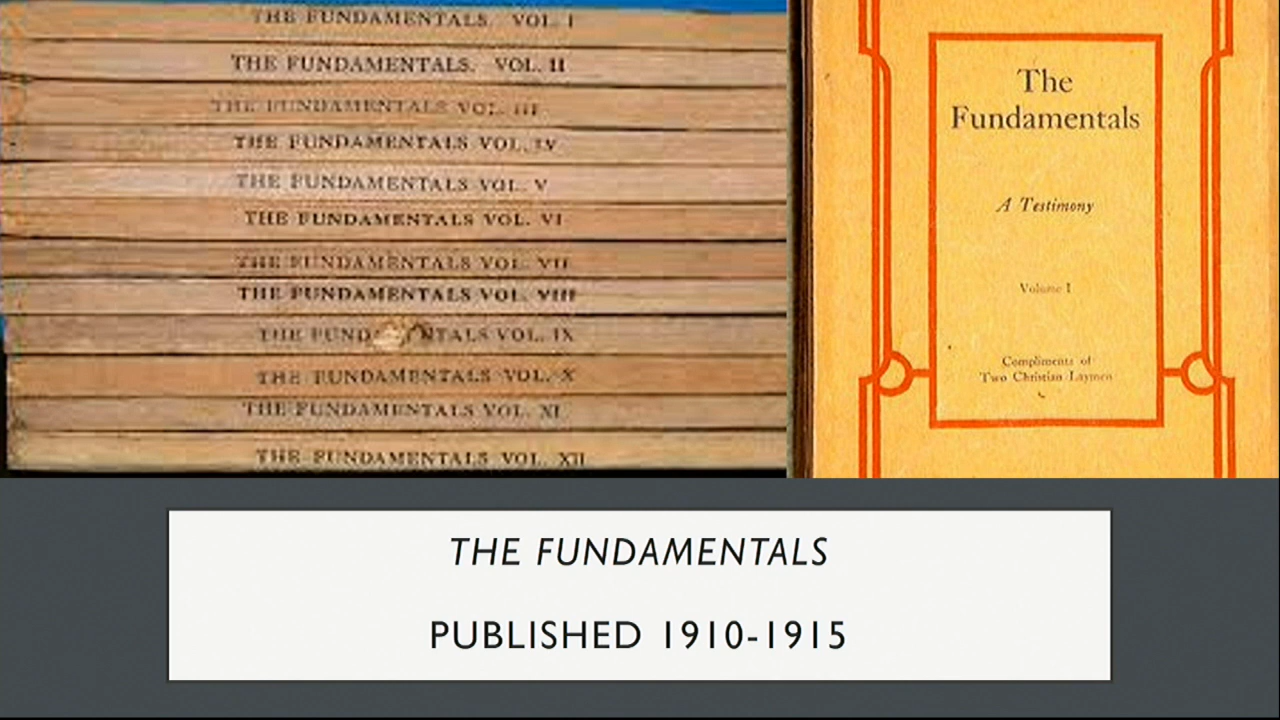 THE FUNDAMENTALS. VOL. I
THE FUNDAMENTALS. VOL. II
THE FUNDAMENTALS VOL. III
THE FUNDAMENTALS VOL. IV
THE FUNDAMENTALS VOL. V
THE FUNDAMENTALS VOL. VI
THE FUNDAMENTALS VOL. VII
THE FUNDAMENTALS VOL. VIII
THE FUNDAMENTALS VOL. IX
THE FUNDAMENTALS VOL. X
THE FUNDAMENTALS VOL. XI
THE FUNDAMENTALS VOL. XII
The
Fundamentals
A Testimony
Volume I
Compliments of
Two Christian Laymen
THE FUNDAMENTALS
PUBLISHED 1910-1915